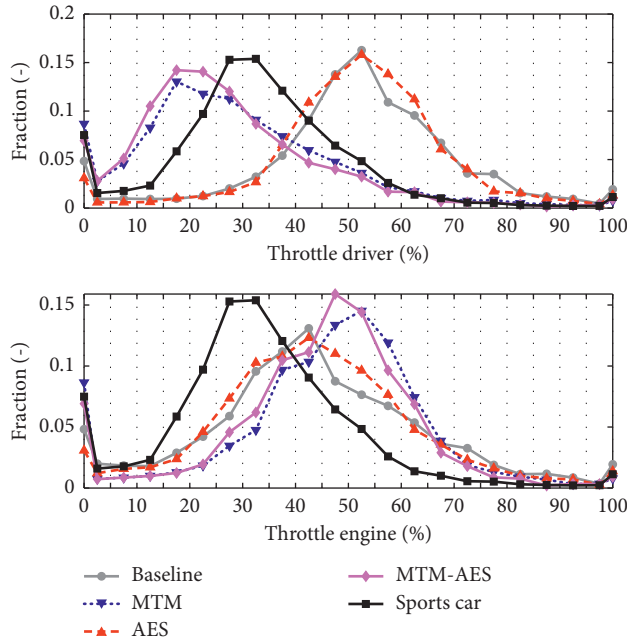 0.2
0.15
0.1
0.05
0
Fraction (-)
0 10 20 30 40 50 60 70 80 90 100
Throttle driver (%)
0.15
0.1
0.05
0
Fraction (-)
0 10 20 30 40 50 60 70 80 90 100
Throttle engine (%)
Baseline
MTM
AES
MTM-AES
Sports car